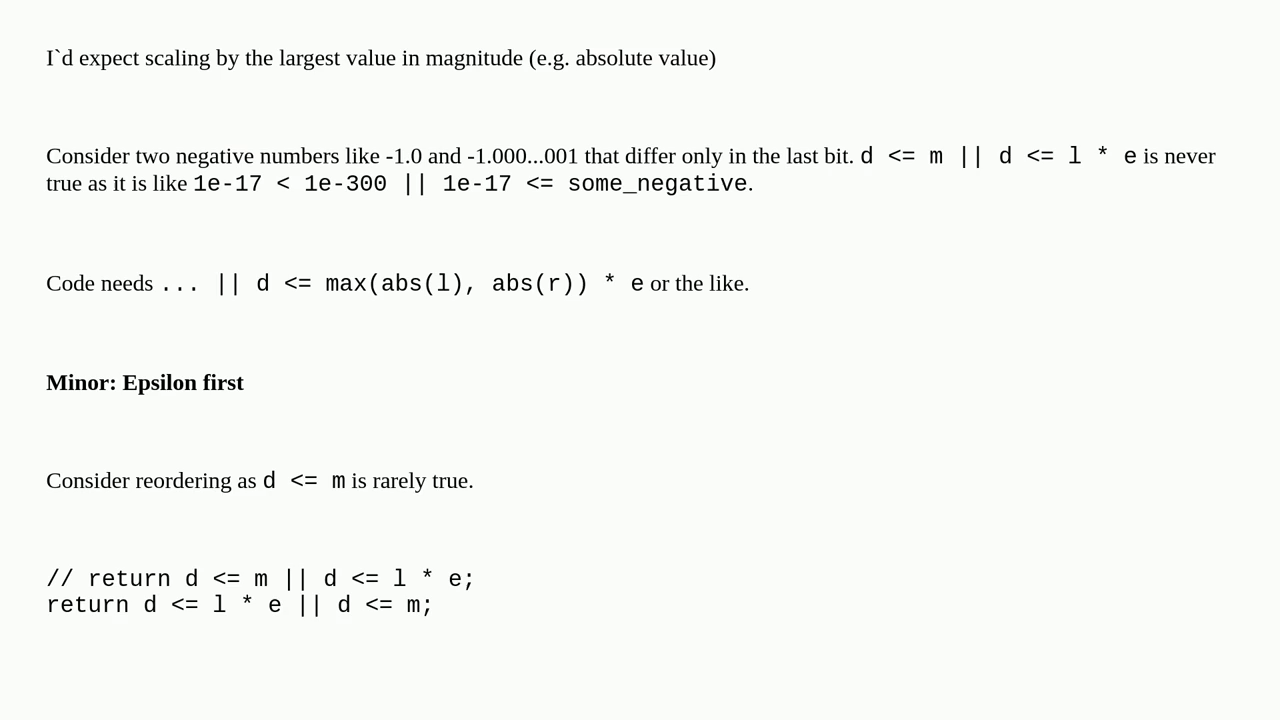 I`d expect scaling by the largest value in magnitude (e.g. absolute value)
Consider two negative numbers like -1.0 and -1.000...001 that differ only in the last bit. d <= m || d <= l * e is never
true as it is like 1e-17 < 1e-300 || 1e-17 <= some_negative.
Code needs ... || d <= max(abs(l), abs(r)) * e or the like.
Minor: Epsilon first
Consider reordering as d <= m is rarely true.
// return d <= m || d <= l * e;
return d <= l * e || d <= m;